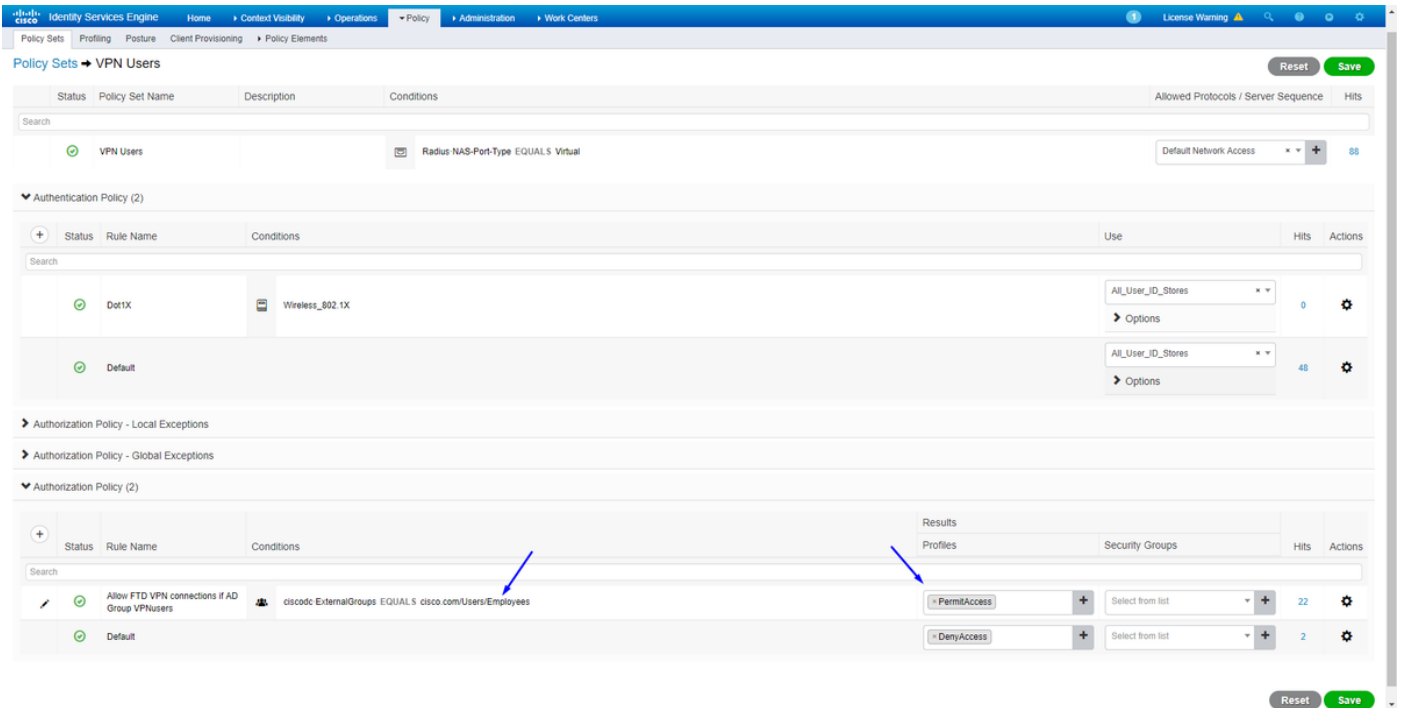 cisco Identity Services Engine Home Context Visibility Operations Policy Administration Work Centers 1 License Warning
Policy Sets Profiling Posture Client Provisioning Policy Elements
Policy Sets → VPN Users
Reset Save
Status Policy Set Name Description Conditions Allowed Protocols / Server Sequence Hits
Search
VPN Users Radius·NAS-Port-Type EQUALS Virtual Default Network Access × + 88
Authentication Policy (2)
+ Status Rule Name Conditions Use Hits Actions
Search
Dot1X Wireless_802.1X All_User_ID_Stores × 0
Options
Default All_User_ID_Stores × 48
Options
Authorization Policy - Local Exceptions
Authorization Policy - Global Exceptions
Authorization Policy (2)
Results
+ Status Rule Name Conditions Profiles Security Groups Hits Actions
Search
Allow FTD VPN connections if AD
Group VPNusers ciscodc·ExternalGroups EQUALS cisco.com/Users/Employees × PermitAccess + Select from list + 22
Default × DenyAccess + Select from list + 2
Reset Save